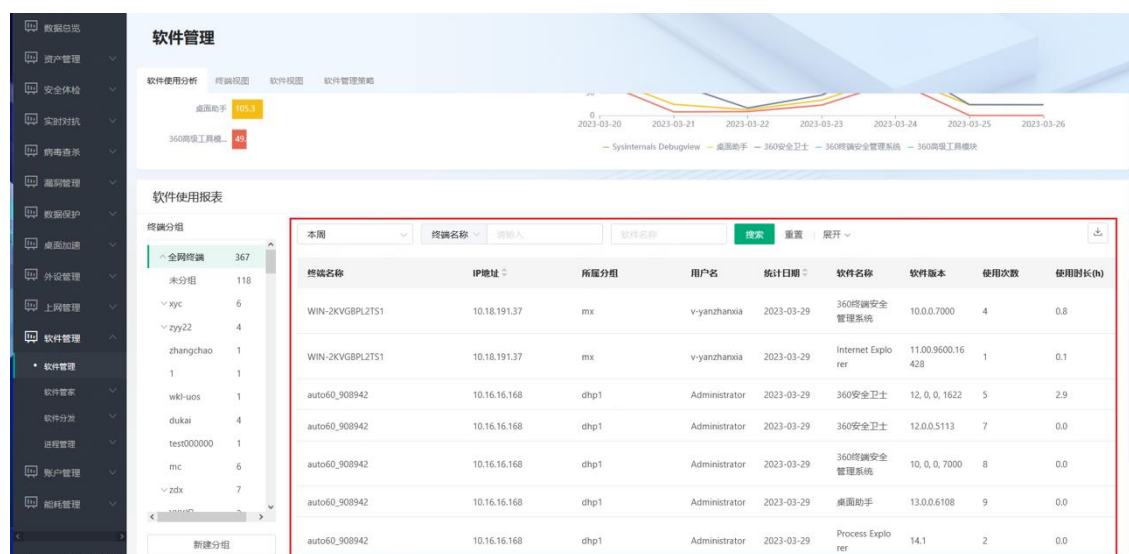 数据总览
资产管理
安全体检
实时对抗
病毒查杀
漏洞管理
数据保护
桌面加速
外设管理
上网管理
软件管理
• 软件管理
软件管家
软件分发
进程管理
账户管理
能耗管理
软件管理
软件使用分析 终端视图 软件视图 软件管理策略
桌面助手 105.3
360高级工具模... 49.
0
2023-03-20 2023-03-21 2023-03-22 2023-03-23 2023-03-24 2023-03-25 2023-03-26
Sysinternals Debugview 桌面助手 360安全卫士 360终端安全管理系统 360高级工具模块
软件使用报表
终端分组
全网终端 367
未分组 118
xyc 6
zyy22 4
zhangchao 1
1 1
wkl-uos 1
dukai 4
test000000 1
mc 6
zdx 7
新建分组
本周 终端名称 请输入 软件名称 搜索 重置 展开
终端名称 IP地址 所属分组 用户名 统计日期 软件名称 软件版本 使用次数 使用时长(h)
WIN-2KVGBPL2TS1 10.18.191.37 mx v-yanzhanxia 2023-03-29 360终端安全管理系统 10.0.0.7000 4 0.8
WIN-2KVGBPL2TS1 10.18.191.37 mx v-yanzhanxia 2023-03-29 Internet Explorer 11.00.9600.16428 1 0.1
auto60_908942 10.16.16.168 dhp1 Administrator 2023-03-29 360安全卫士 12, 0, 0, 1622 5 2.9
auto60_908942 10.16.16.168 dhp1 Administrator 2023-03-29 360安全卫士 12.0.0.5113 7 0.0
auto60_908942 10.16.16.168 dhp1 Administrator 2023-03-29 360终端安全管理系统 10, 0, 0, 7000 8 0.0
auto60_908942 10.16.16.168 dhp1 Administrator 2023-03-29 桌面助手 13.0.0.6108 9 0.0
auto60_908942 10.16.16.168 dhp1 Administrator 2023-03-29 Process Explorer 14.1 2 0.0